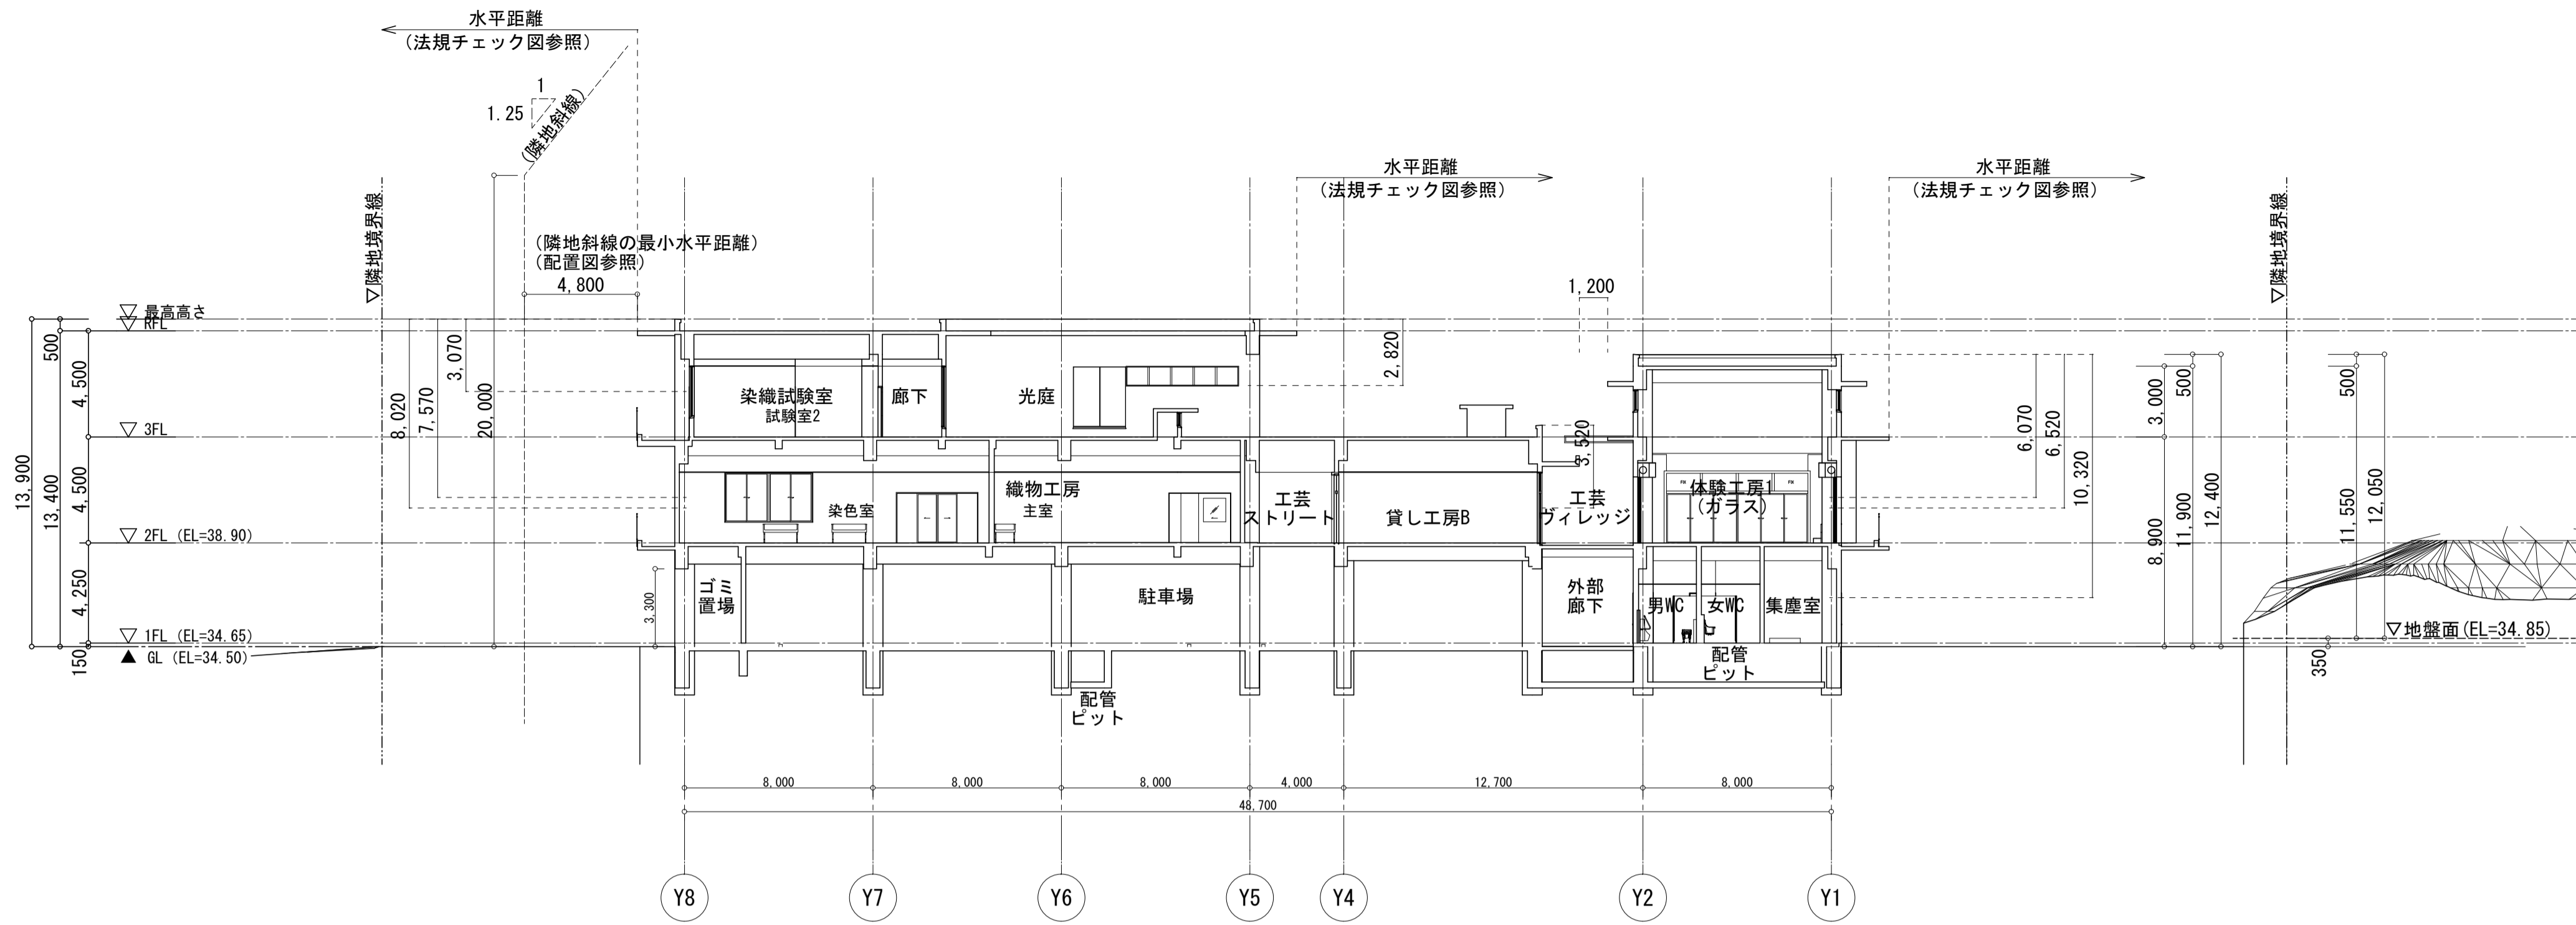 水平距離
(法規チェック図参照)
1
1.25
(隣地斜線)
水平距離
(法規チェック図参照)
水平距離
(法規チェック図参照)
▽隣地境界線
▽隣地境界線
(隣地斜線の最小水平距離)
(配置図参照)
4,800
1,200
▽ 最高高さ
▽ RFL
▽ 3FL
▽ 2FL (EL=38.90)
▽ 1FL (EL=34.65)
▲ GL (EL=34.50)
13,900
500
13,400
4,500
4,500
4,250
150
8,020
7,570
3,070
20,000
3,300
2,820
3,520
6,070
6,520
10,320
3,000
8,900
500
11,900
12,400
500
11,550
12,050
350
▽地盤面(EL=34.85)
染織試験室
試験室2
廊下
光庭
染色室
織物工房
主室
工芸
ストリート
貸し工房B
工芸
ヴィレッジ
体験工房1
(ガラス)
FIX
FIX
ゴミ
置場
駐車場
外部
廊下
男WC
女WC
集塵室
配管
ピット
配管
ピット
8,000
8,000
8,000
4,000
12,700
8,000
48,700
Y8
Y7
Y6
Y5
Y4
Y2
Y1